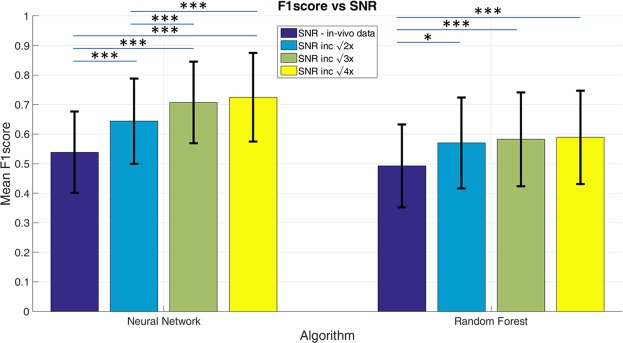 F1score vs SNR
***
***
***
***
***
***
***
*
SNR - in-vivo data
SNR inc √2x
SNR inc √3x
SNR inc √4x
Mean F1score
1
0.9
0.8
0.7
0.6
0.5
0.4
0.3
0.2
0.1
0
Neural Network
Random Forest
Algorithm